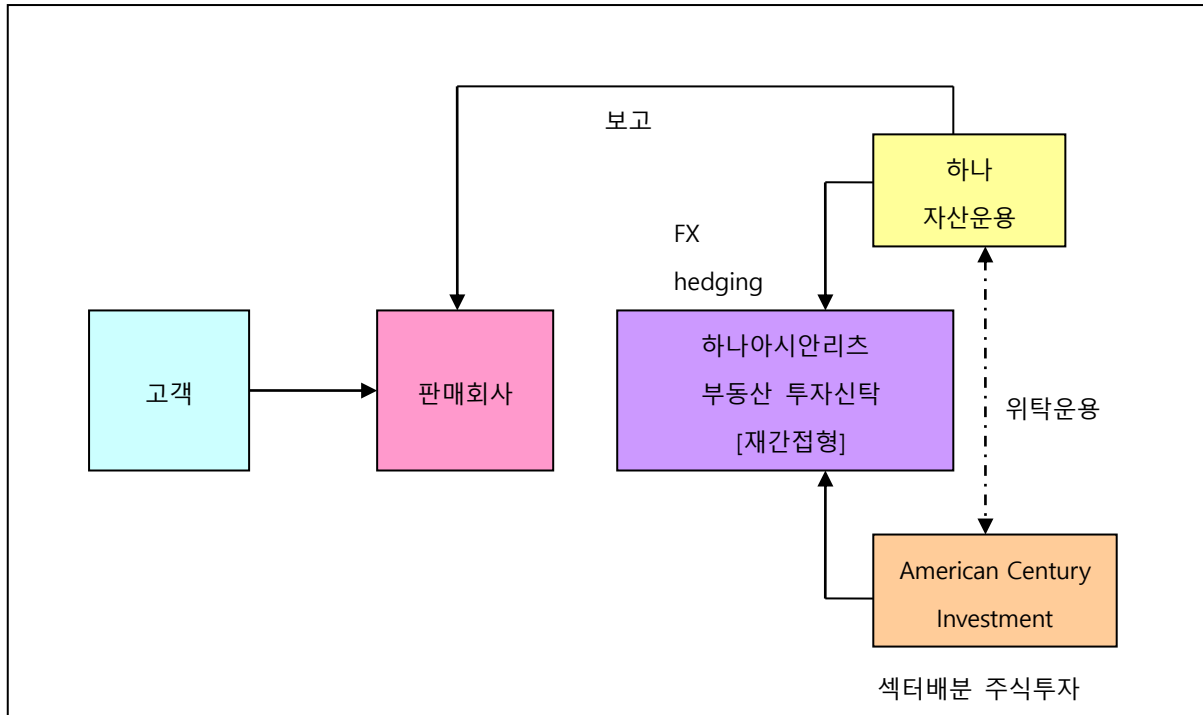 보고
하나
자산운용
FX
hedging
고객
판매회사
하나아시안리츠
부동산 투자신탁
[재간접형]
위탁운용
American Century
Investment
섹터배분 주식투자